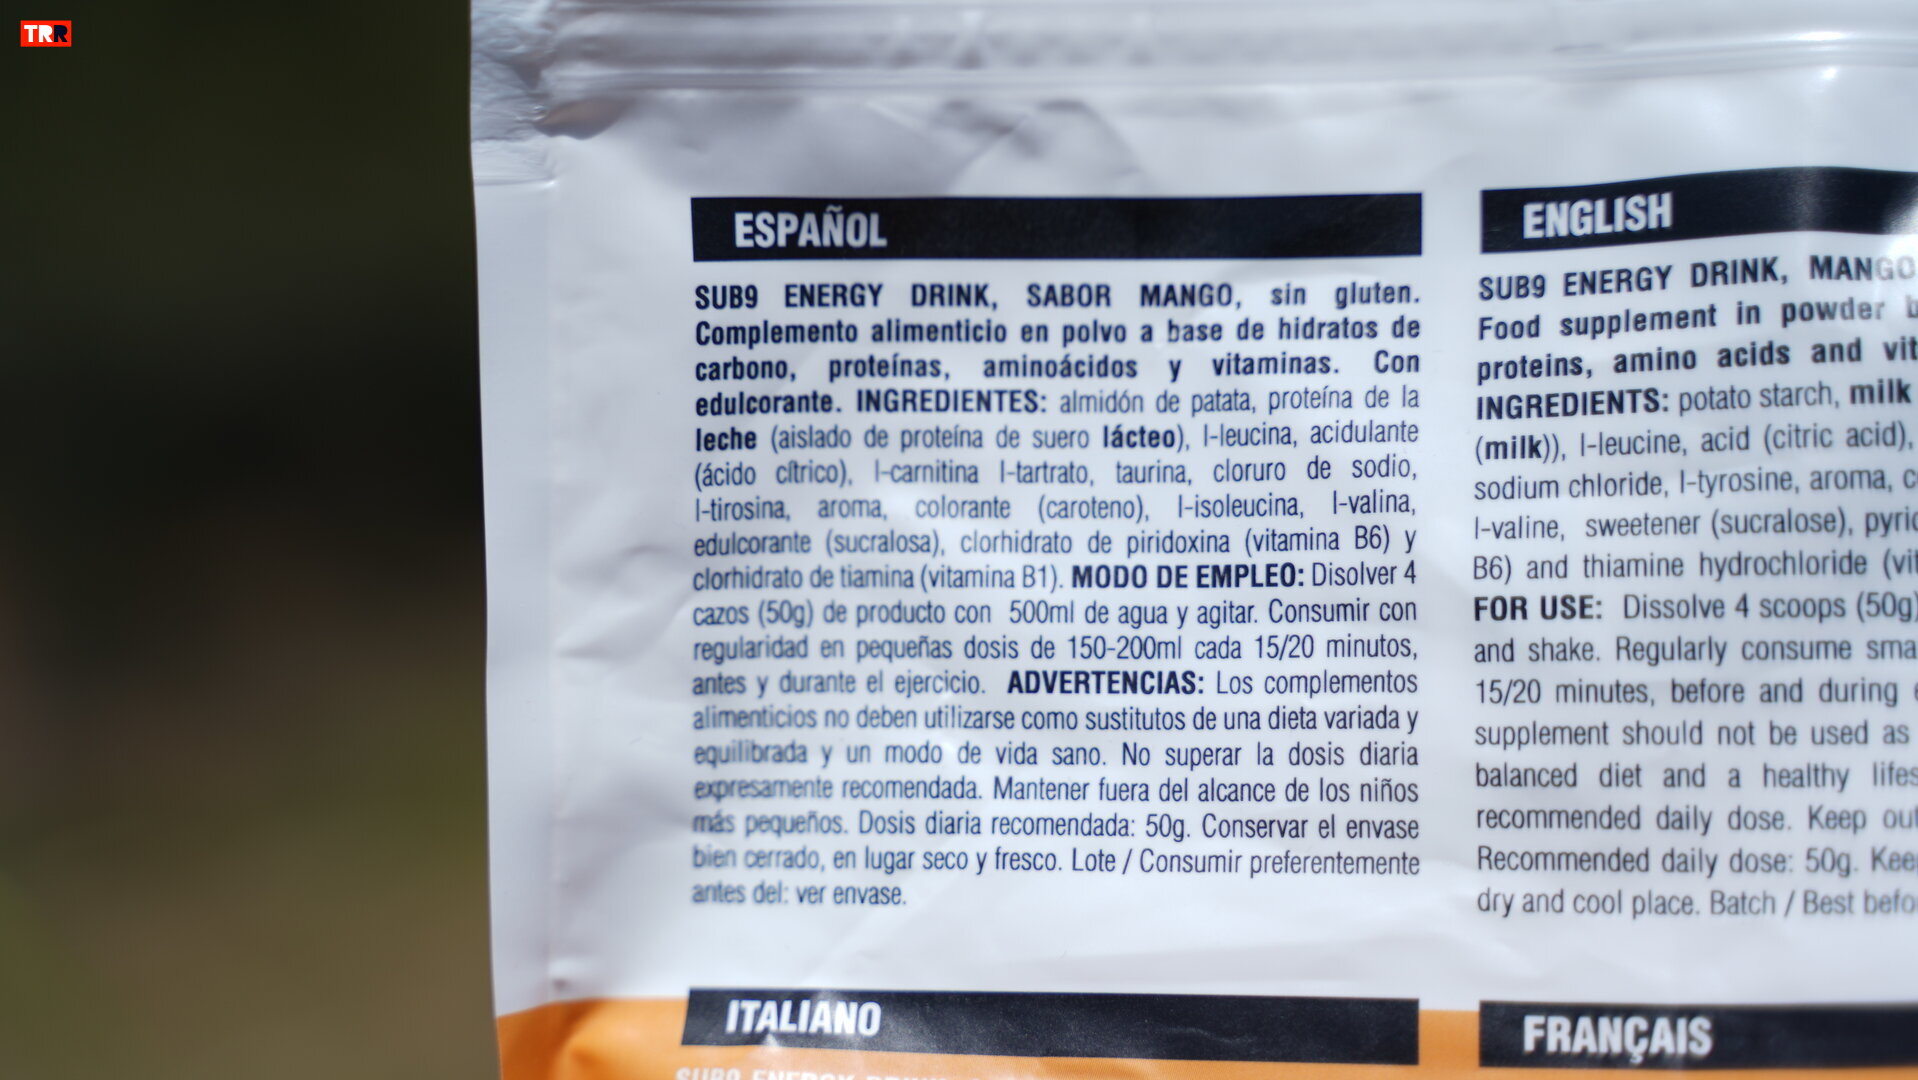 TRR
ESPAÑOL
SUB9 ENERGY DRINK, SABOR MANGO, sin gluten.
Complemento alimenticio en polvo a base de hidratos de
carbono, proteínas, aminoácidos y vitaminas. Con
edulcorante. INGREDIENTES: almidón de patata, proteína de la
leche (aislado de proteína de suero lácteo), l-leucina, acidulante
(ácido cítrico), l-carnitina l-tartrato, taurina, cloruro de sodio,
l-tirosina, aroma, colorante (caroteno), l-isoleucina, l-valina,
edulcorante (sucralosa), clorhidrato de piridoxina (vitamina B6) y
clorhidrato de tiamina (vitamina B1). MODO DE EMPLEO: Disolver 4
cazos (50g) de producto con 500ml de agua y agitar. Consumir con
regularidad en pequeñas dosis de 150-200ml cada 15/20 minutos,
antes y durante el ejercicio. ADVERTENCIAS: Los complementos
alimenticios no deben utilizarse como sustitutos de una dieta variada y
equilibrada y un modo de vida sano. No superar la dosis diaria
expresamente recomendada. Mantener fuera del alcance de los niños
más pequeños. Dosis diaria recomendada: 50g. Conservar el envase
bien cerrado, en lugar seco y fresco. Lote / Consumir preferentemente
antes del: ver envase.
ENGLISH
SUB9 ENERGY DRINK, MANGO
Food supplement in powder b
proteins, amino acids and vit
INGREDIENTS: potato starch, milk
(milk)), l-leucine, acid (citric acid),
sodium chloride, l-tyrosine, aroma, c
l-valine, sweetener (sucralose), pyric
B6) and thiamine hydrochloride (vit
FOR USE: Dissolve 4 scoops (50g)
and shake. Regularly consume sma
15/20 minutes, before and during e
supplement should not be used as
balanced diet and a healthy lifes
recommended daily dose. Keep out
Recommended daily dose: 50g. Keep
dry and cool place. Batch / Best befo
ITALIANO
SUB9 ENERGY
FRANÇAIS